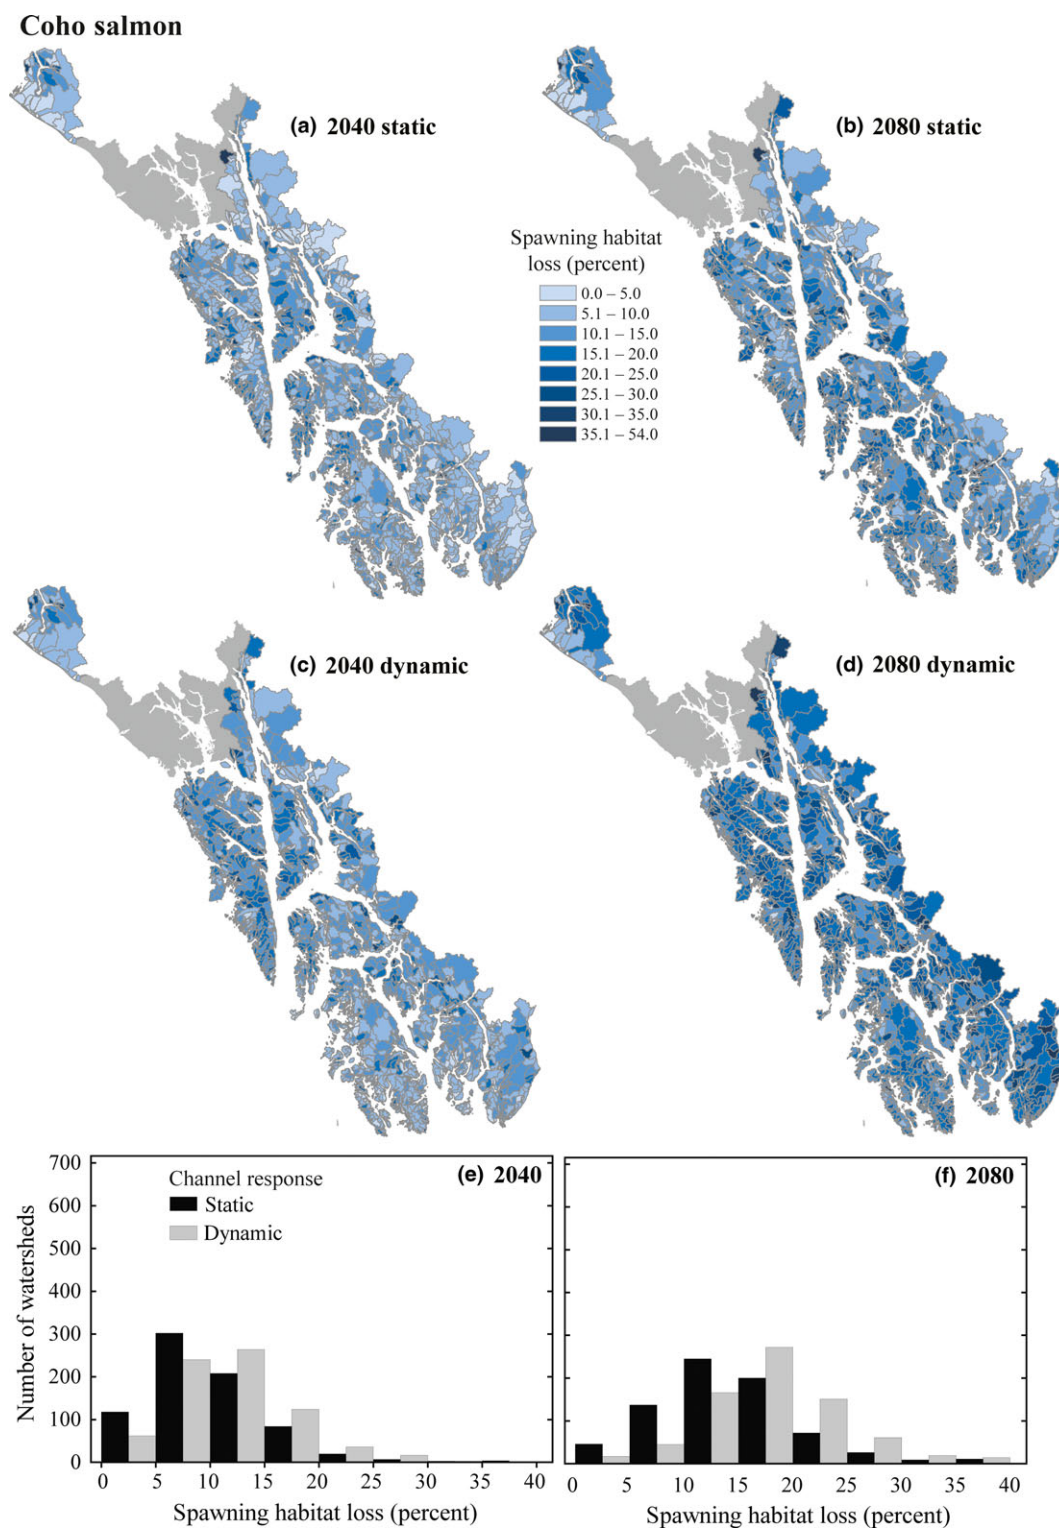 Coho salmon
(a) 2040 static
(b) 2080 static
Spawning habitat
loss (percent)
0.0 – 5.0
5.1 – 10.0
10.1 – 15.0
15.1 – 20.0
20.1 – 25.0
25.1 – 30.0
30.1 – 35.0
35.1 – 54.0
(c) 2040 dynamic
(d) 2080 dynamic
(e) 2040
Channel response
Static
Dynamic
Number of watersheds
700
600
500
400
300
200
100
0
0 5 10 15 20 25 30 35 40
Spawning habitat loss (percent)
(f) 2080
0 5 10 15 20 25 30 35 40
Spawning habitat loss (percent)